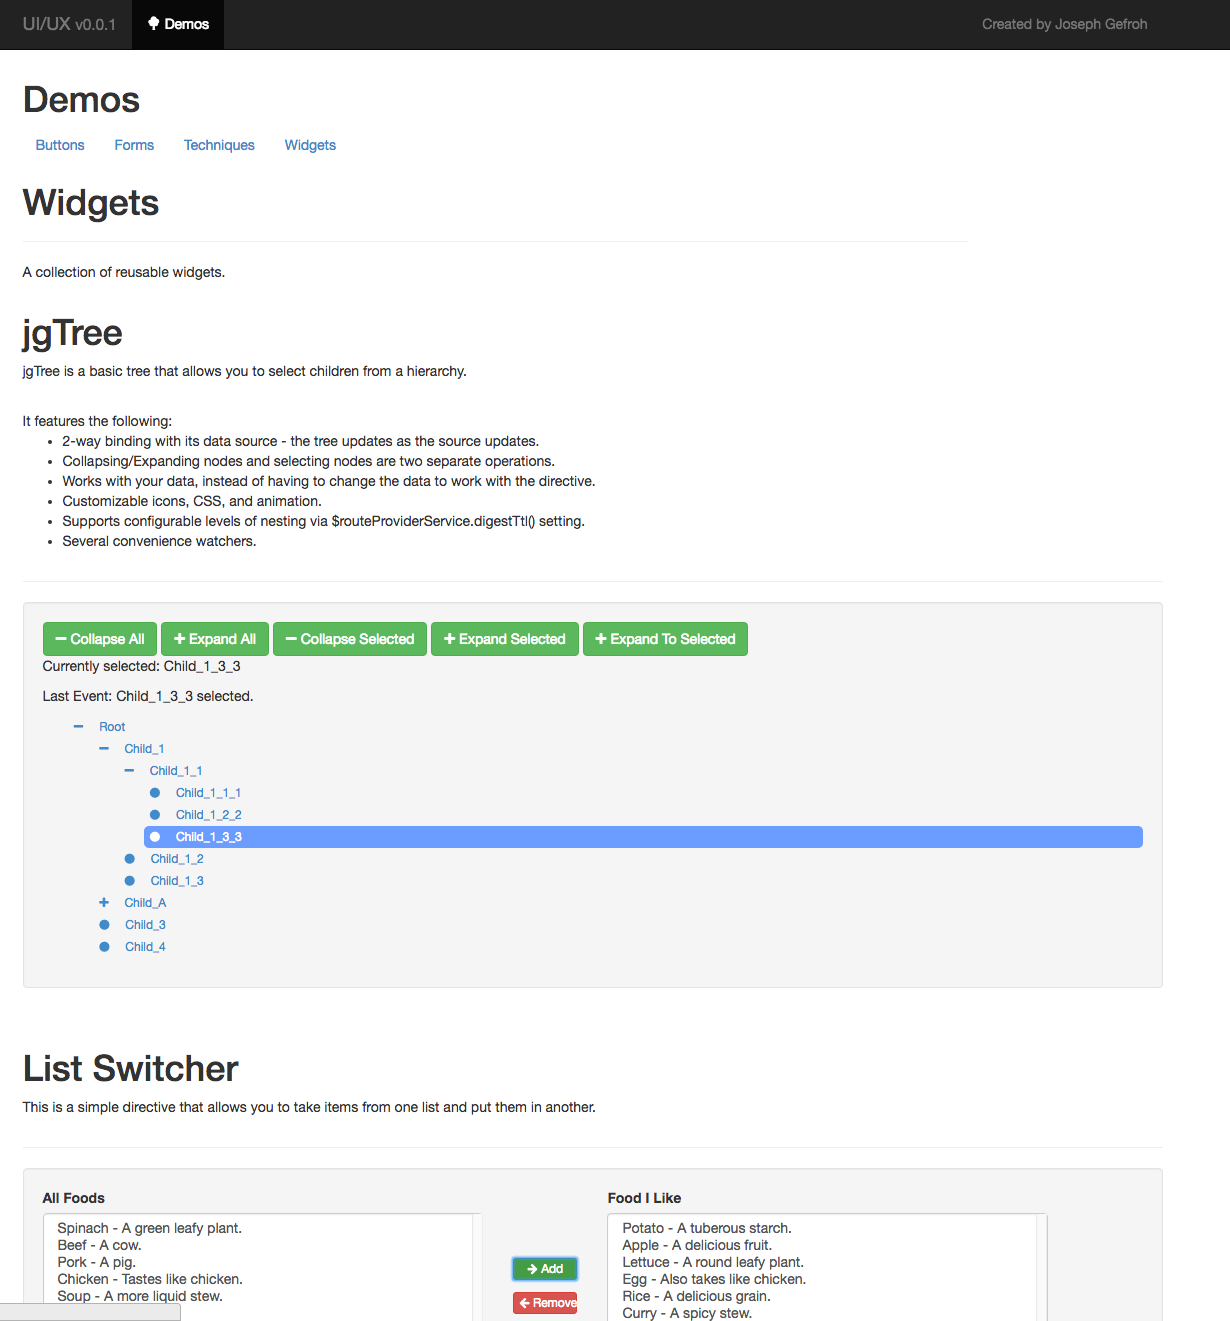 UI/UX v0.0.1 Demos Created by Joseph Gefroh
Demos
Buttons Forms Techniques Widgets
Widgets
A collection of reusable widgets.
jgTree
jgTree is a basic tree that allows you to select children from a hierarchy.
It features the following:
• 2-way binding with its data source - the tree updates as the source updates.
• Collapsing/Expanding nodes and selecting nodes are two separate operations.
• Works with your data, instead of having to change the data to work with the directive.
• Customizable icons, CSS, and animation.
• Supports configurable levels of nesting via $routeProviderService.digestTtl() setting.
• Several convenience watchers.
Collapse All Expand All Collapse Selected Expand Selected Expand To Selected
Currently selected: Child_1_3_3
Last Event: Child_1_3_3 selected.
Root
Child_1
Child_1_1
Child_1_1_1
Child_1_2_2
Child_1_3_3
Child_1_2
Child_1_3
Child_A
Child_3
Child_4
List Switcher
This is a simple directive that allows you to take items from one list and put them in another.
All Foods
Spinach - A green leafy plant.
Beef - A cow.
Pork - A pig.
Chicken - Tastes like chicken.
Soup - A more liquid stew.
Add
Remove
Food I Like
Potato - A tuberous starch.
Apple - A delicious fruit.
Lettuce - A round leafy plant.
Egg - Also takes like chicken.
Rice - A delicious grain.
Curry - A spicy stew.